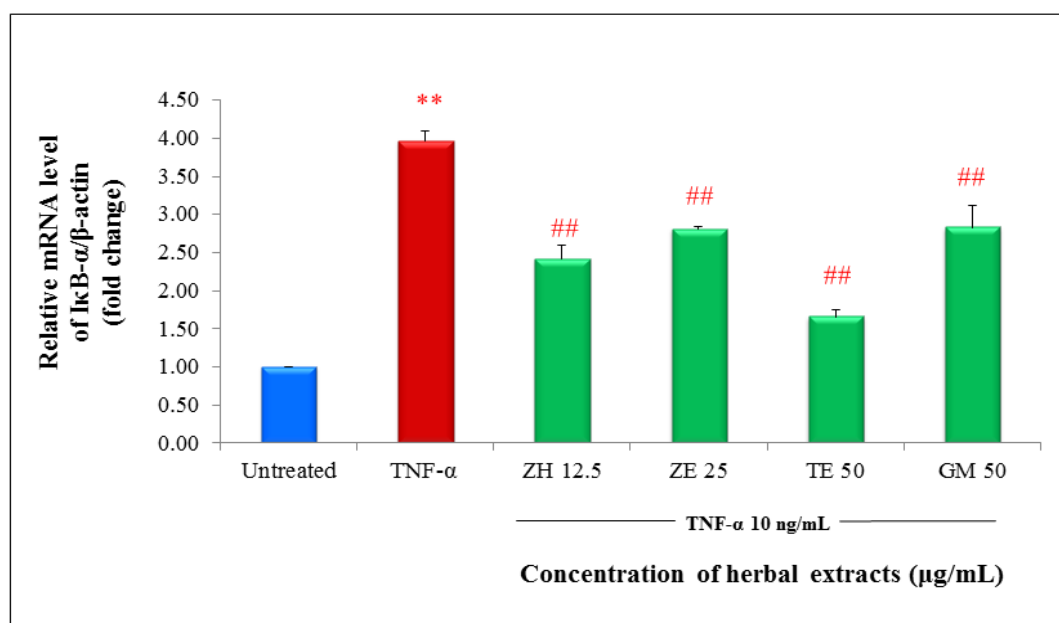 Relative mRNA level
of IκB-α/β-actin
(fold change)
4.50
4.00
3.50
3.00
2.50
2.00
1.50
1.00
0.50
0.00
**
##
##
##
##
Untreated TNF-α ZH 12.5 ZE 25 TE 50 GM 50
TNF-α 10 ng/mL
Concentration of herbal extracts (µg/mL)